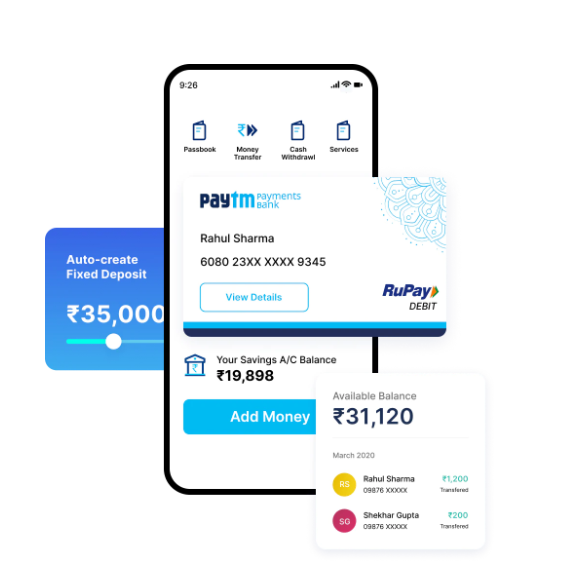 9:26
Passbook
Money
Transfer
Cash
Withdrawl
Services
paytm Payments
Bank
Rahul Sharma
6080 23XX XXXX 9345
View Details
RuPay
DEBIT
Auto-create
Fixed Deposit
₹35,000
Your Savings A/C Balance
₹19,898
Add Money
Available Balance
₹31,120
March 2020
RS
Rahul Sharma
₹1,200
09876 XXXXX
Transfered
SG
Shekhar Gupta
₹200
09876 XXXXX
Transfered